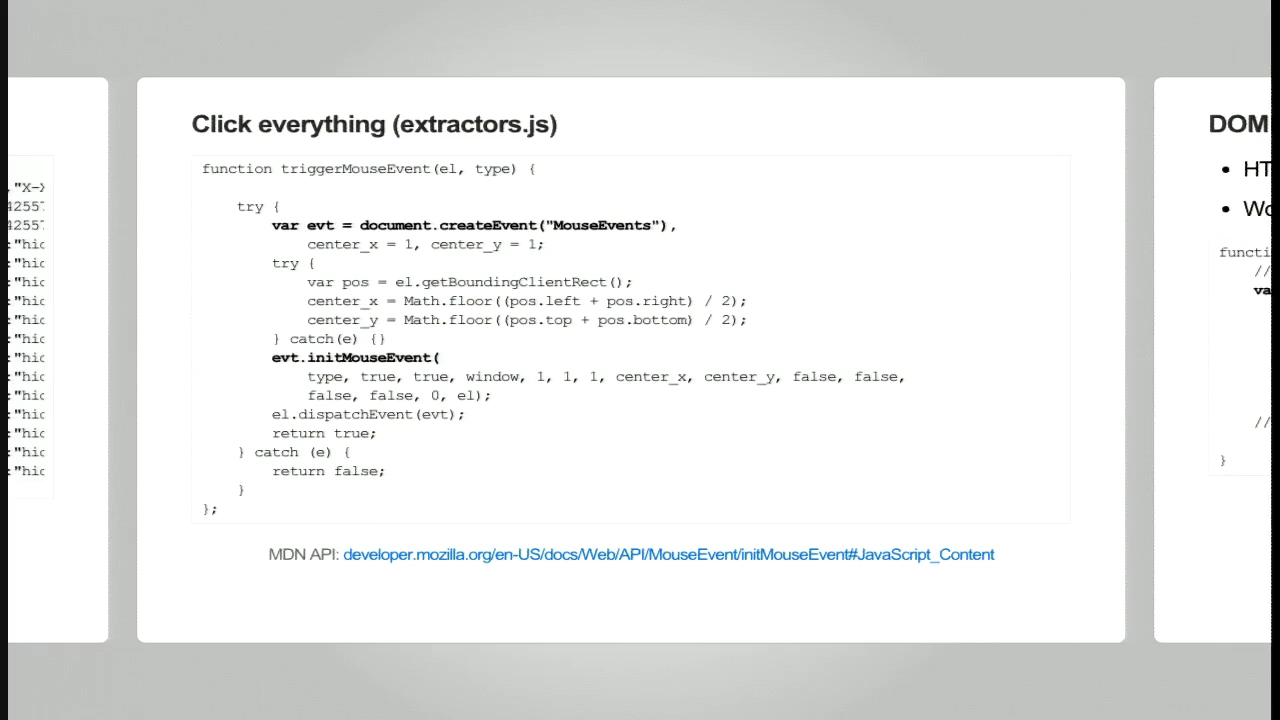 Click everything (extractors.js)
function triggerMouseEvent(el, type) {
try {
var evt = document.createEvent("MouseEvents"),
center_x = 1, center_y = 1;
try {
var pos = el.getBoundingClientRect();
center_x = Math.floor((pos.left + pos.right) / 2);
center_y = Math.floor((pos.top + pos.bottom) / 2);
} catch(e) {}
evt.initMouseEvent(
type, true, true, window, 1, 1, 1, center_x, center_y, false, false,
false, false, 0, el);
el.dispatchEvent(evt);
return true;
} catch (e) {
return false;
}
};
MDN API: developer.mozilla.org/en-US/docs/Web/API/MouseEvent/initMouseEvent#JavaScript_Content
DOM
//
//
}